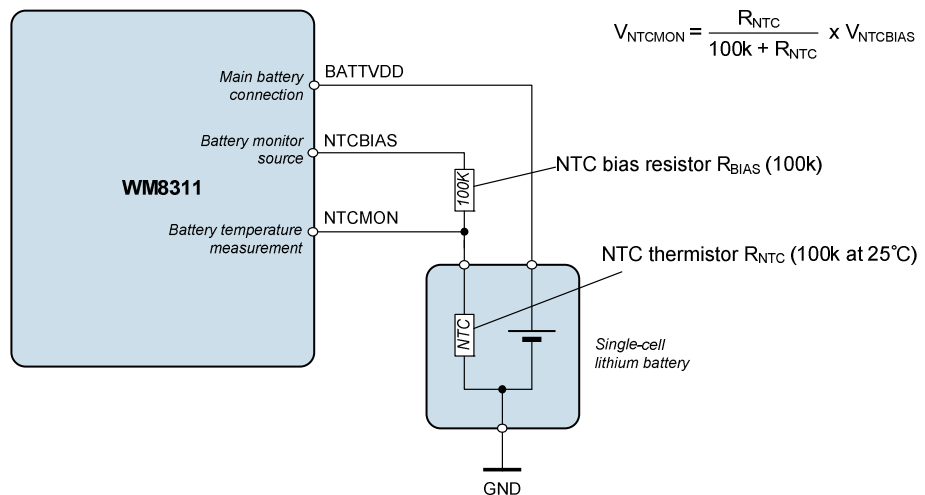 V_NTCMON = R_NTC / (100k + R_NTC) x V_NTCBIAS
Main battery
connection
BATTVDD
Battery monitor
source
NTCBIAS
WM8311
100K
NTC bias resistor R_BIAS (100k)
Battery temperature
measurement
NTCMON
NTC thermistor R_NTC (100k at 25°C)
NTC
Single-cell
lithium battery
GND